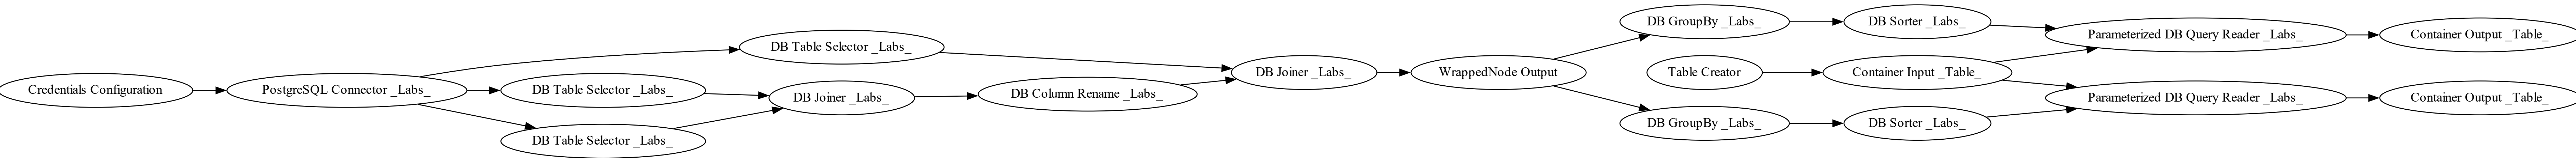 Credentials Configuration
PostgreSQL Connector _Labs_
DB Table Selector _Labs_
DB Table Selector _Labs_
DB Table Selector _Labs_
DB Joiner _Labs_
DB Column Rename _Labs_
DB Joiner _Labs_
WrappedNode Output
DB GroupBy _Labs_
DB Sorter _Labs_
Table Creator
Container Input _Table_
DB GroupBy _Labs_
DB Sorter _Labs_
Parameterized DB Query Reader _Labs_
Container Output _Table_
Parameterized DB Query Reader _Labs_
Container Output _Table_